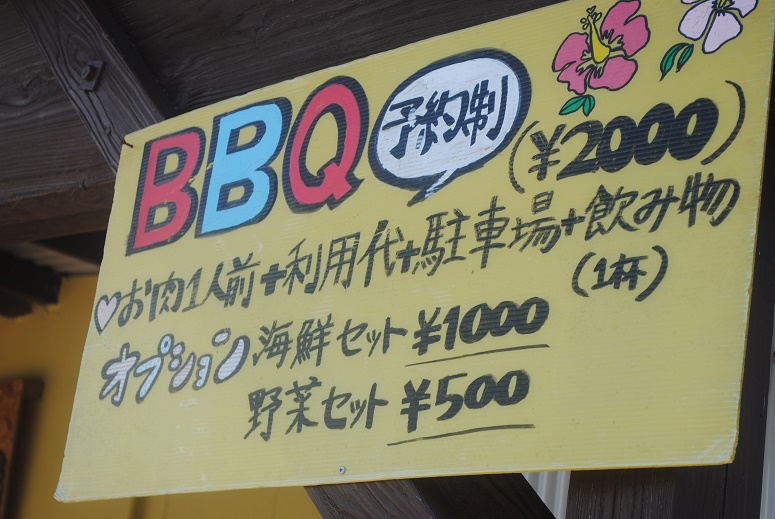 BBQ 予約制 (¥2000)
♡お肉1人前+利用代+駐車場+飲み物
(1杯)
オプション 海鮮セット ¥1000
野菜セット ¥500